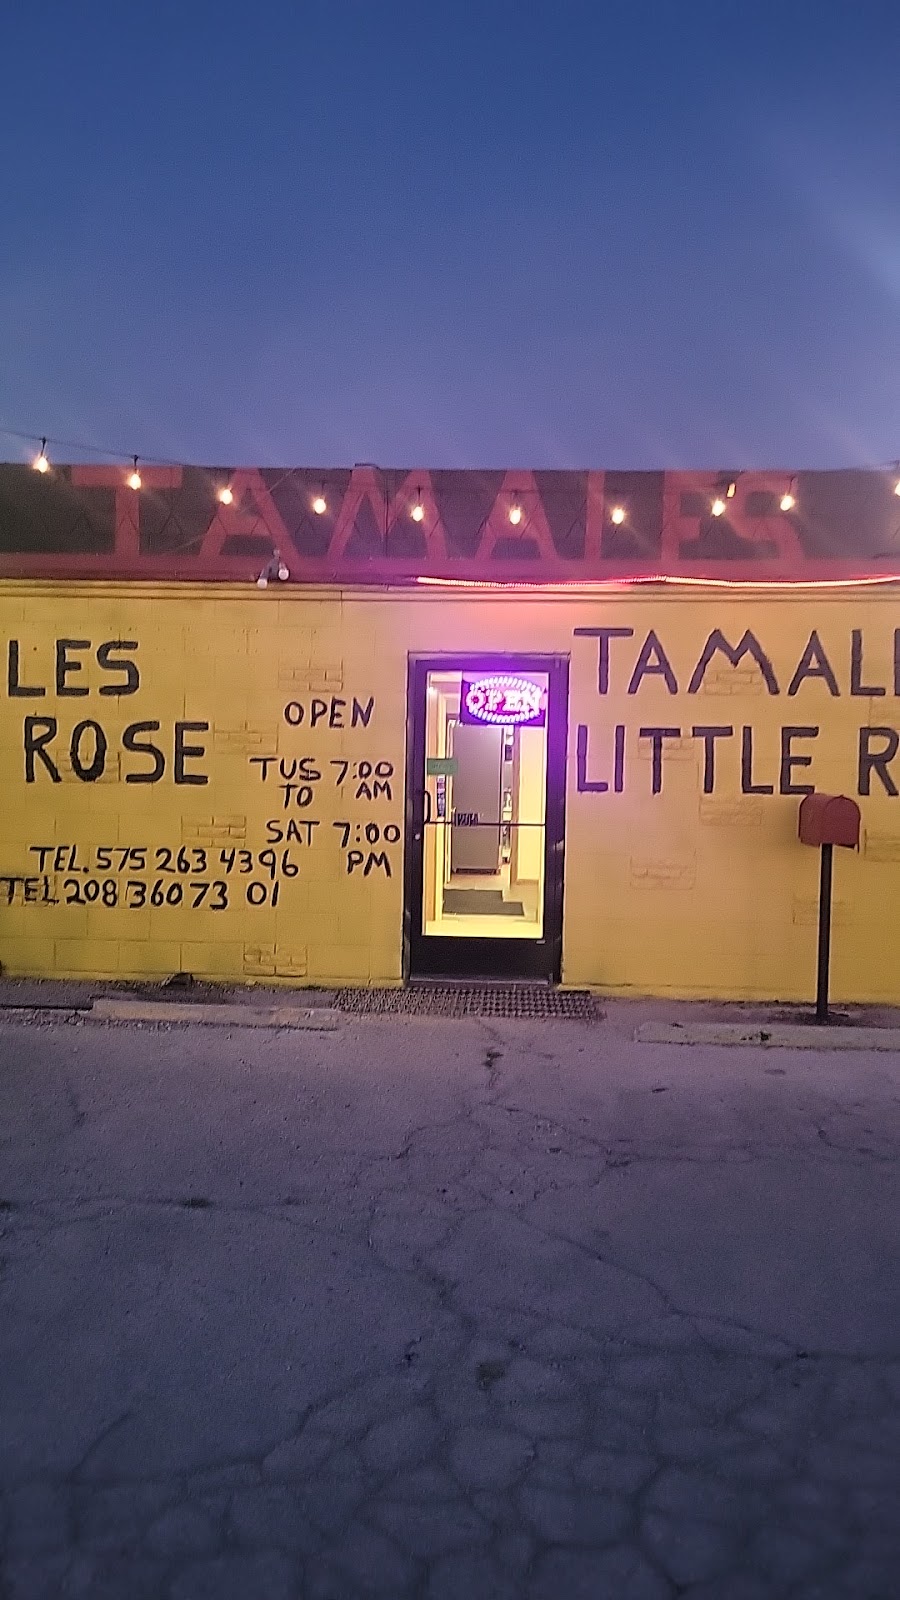 TAMALES
LES
ROSE
OPEN
TUS 7:00
TO AM
SAT 7:00
PM
TEL. 575 263 4396
TEL 208 360 73 01
OPEN
TAMALE
LITTLE R